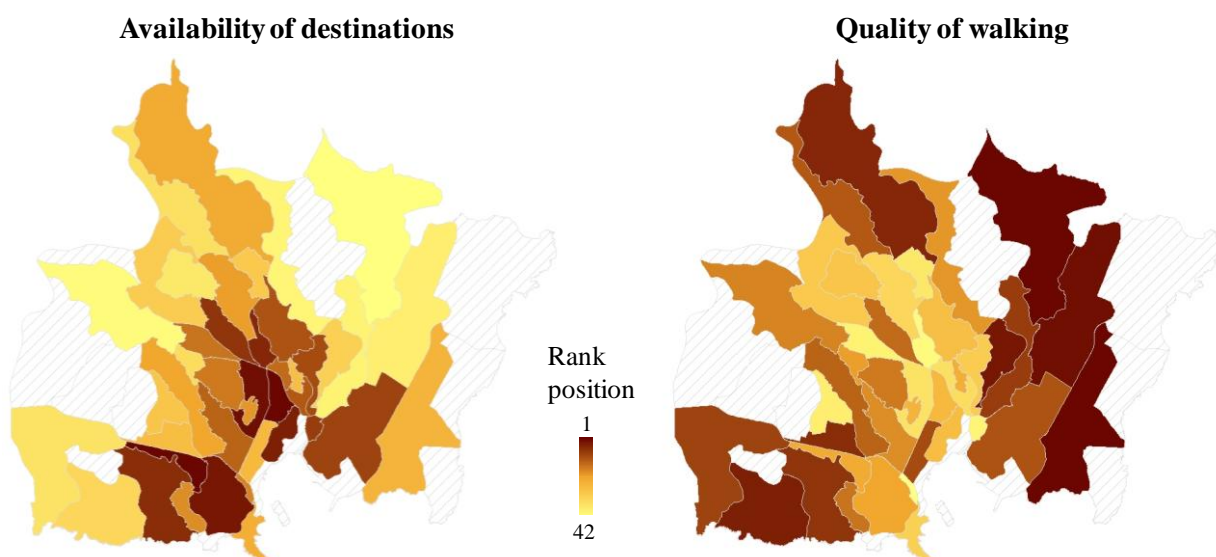 Availability of destinations
Quality of walking
Rank
position
1
42